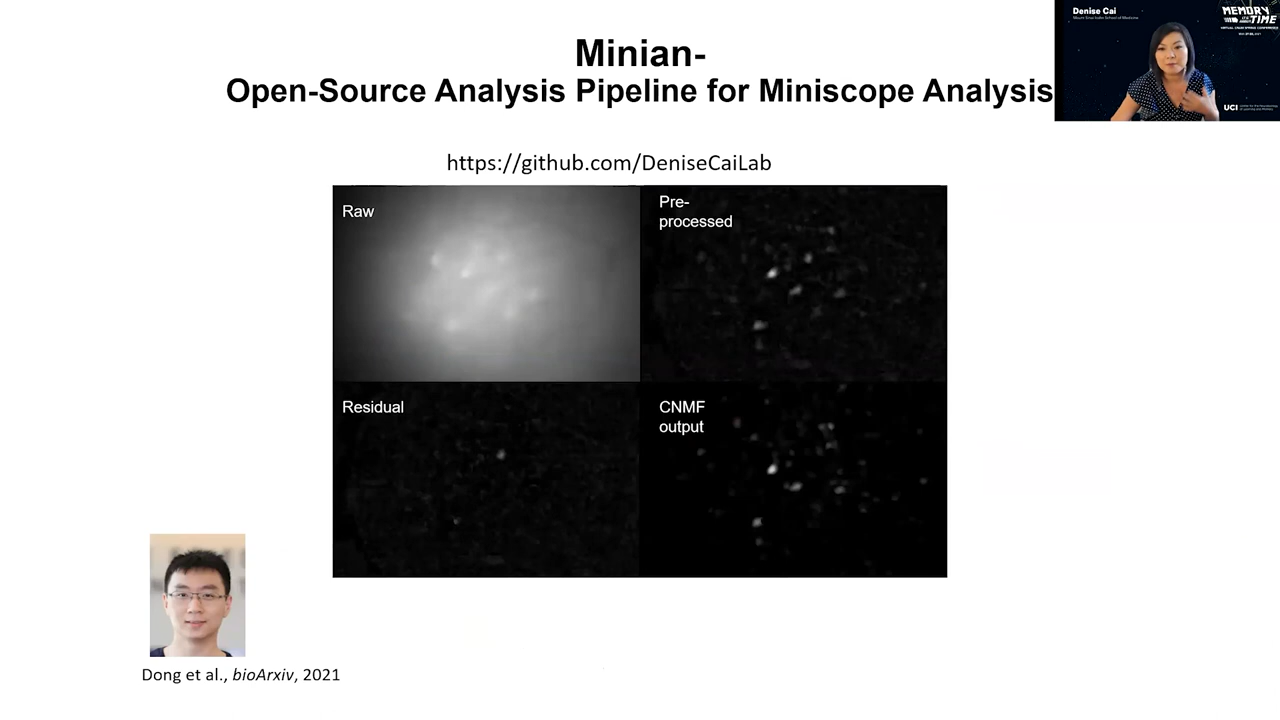 Minian-
Open-Source Analysis Pipeline for Miniscope Analysis
Denise Cai
MEMORY
TIME
UCI
https://github.com/DeniseCaiLab
Raw
Pre-
processed
Residual
CNMF
output
Dong et al., bioArxiv, 2021